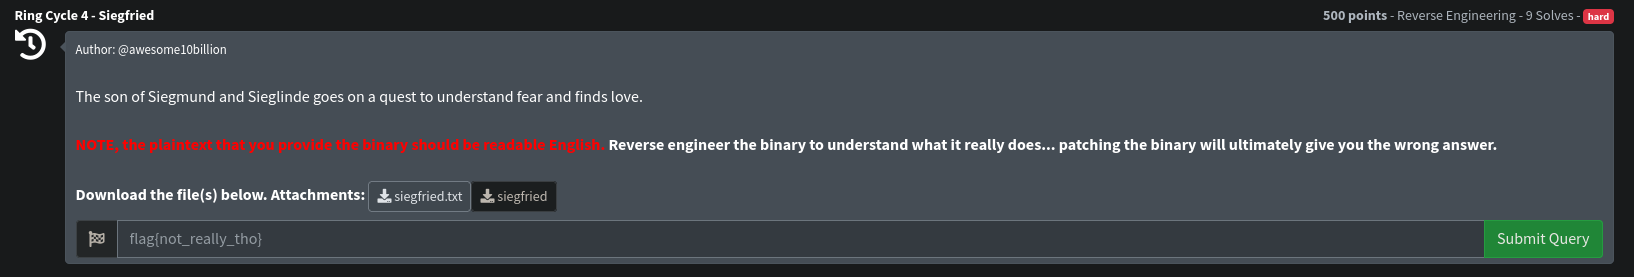 Ring Cycle 4 - Siegfried 500 points - Reverse Engineering - 9 Solves - hard
Author: @awesome10billion
The son of Siegmund and Sieglinde goes on a quest to understand fear and finds love.
NOTE, the plaintext that you provide the binary should be readable English. Reverse engineer the binary to understand what it really does... patching the binary will ultimately give you the wrong answer.
Download the file(s) below. Attachments: siegfried.txt siegfried
flag{not_really_tho} Submit Query